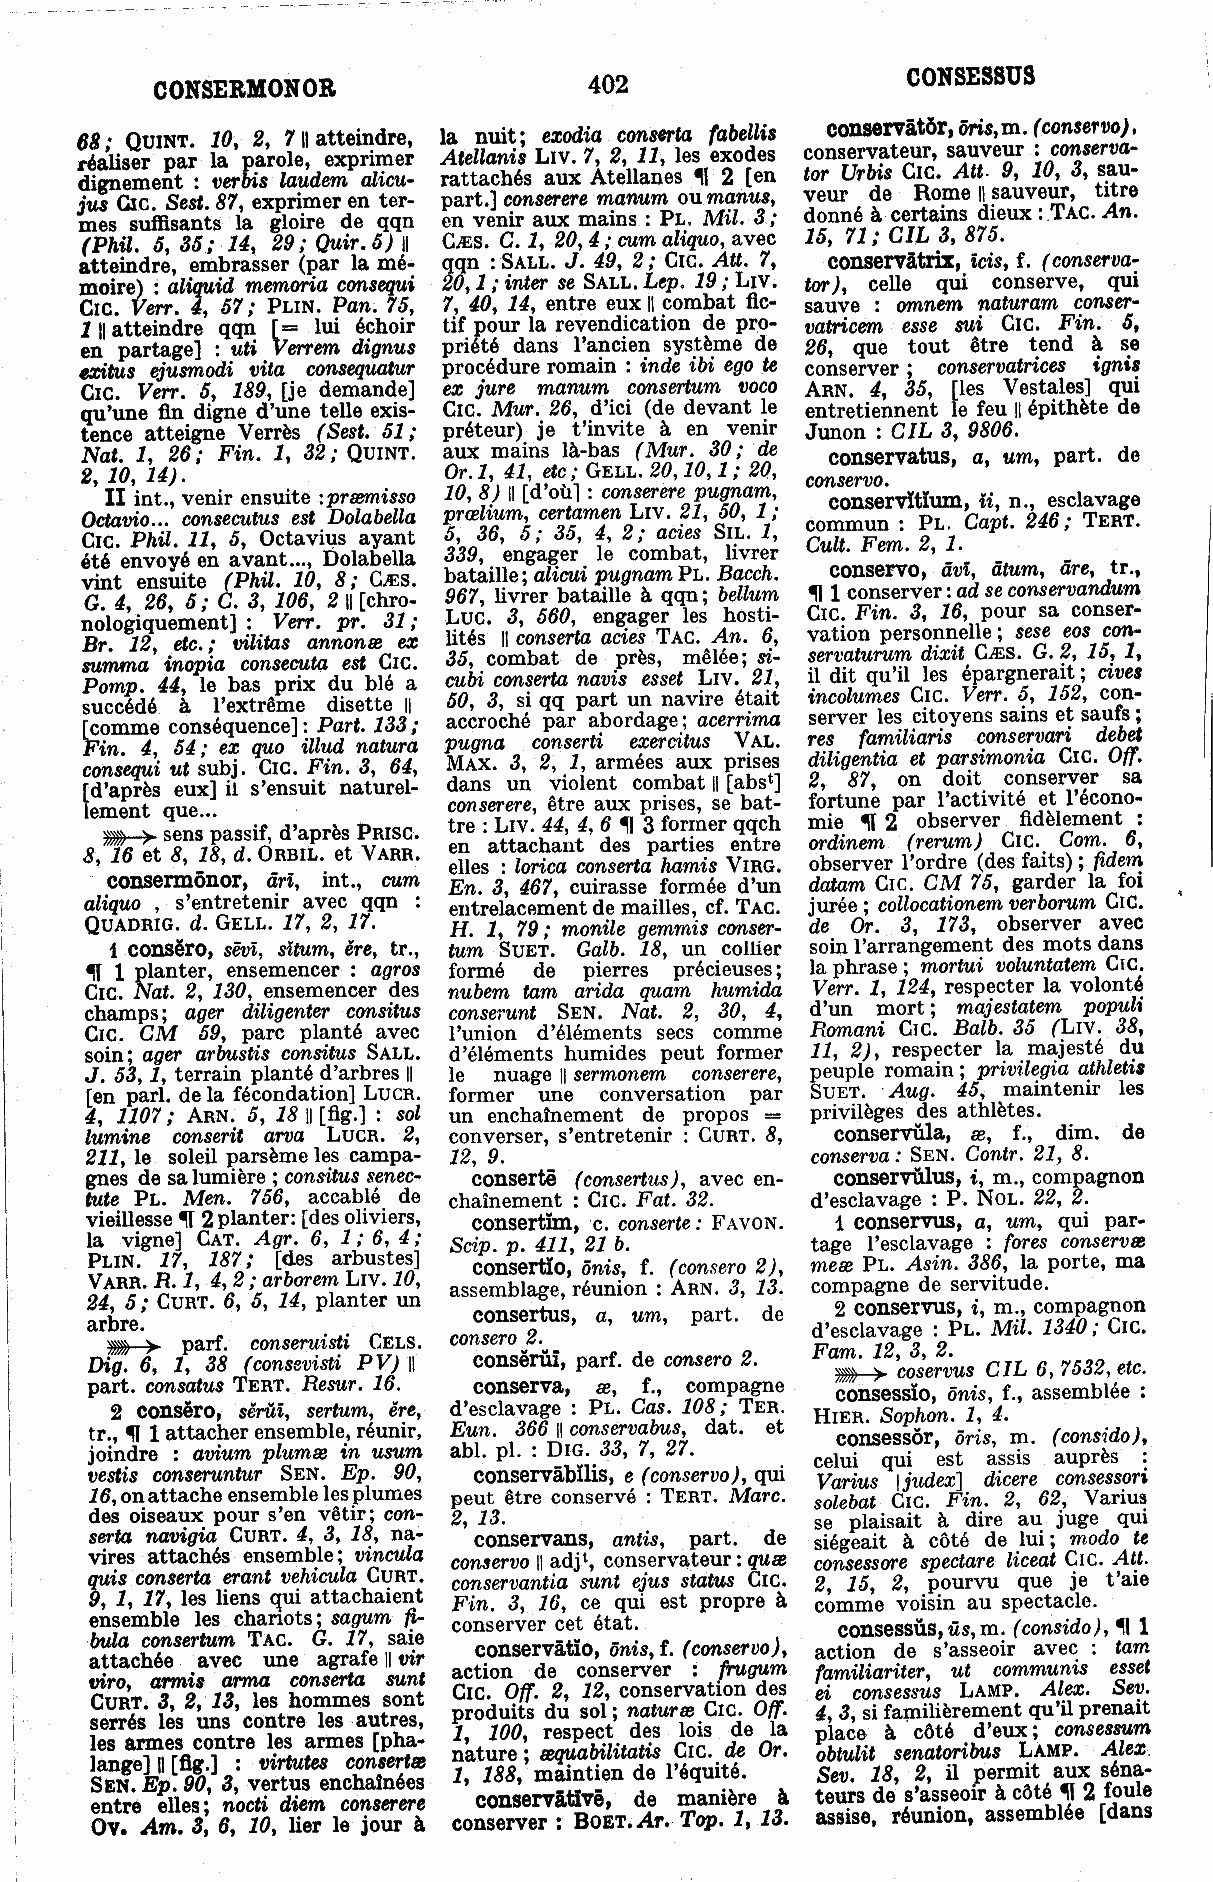 CONSERMONOR
402
CONSESSUS
68; QUINT. 10, 2, 7 || atteindre,
réaliser par la parole, exprimer
dignement : verbis laudem alicu-
jus CIC. Sest. 87, exprimer en ter-
mes suffisants la gloire de qqn
(Phil. 5, 35; 14, 29; Quir. 5) ||
atteindre, embrasser (par la mé-
moire) : aliquid memoria consequi
CIC. Verr. 4, 57; PLIN. Pan. 75,
1 || atteindre qqn [= lui échoir
en partage] : uti Verrem dignus
exitus ejusmodi vita consequatur
CIC. Verr. 5, 189, [je demande]
qu'une fin digne d'une telle exis-
tence atteigne Verrès (Sest. 51;
Nat. 1, 26; Fin. 1, 32; QUINT.
2, 10, 14).
II int., venir ensuite : præmisso
Octavio... consecutus est Dolabella
CIC. Phil. 11, 5, Octavius ayant
été envoyé en avant..., Dolabella
vint ensuite (Phil. 10, 8; CÆS.
G. 4, 26, 5; C. 3, 106, 2 || [chro-
nologiquement] : Verr. pr. 31;
Br. 12, etc.; vilitas annonæ ex
summa inopia consecuta est CIC.
Pomp. 44, le bas prix du blé a
succédé à l'extrême disette ||
[comme conséquence] : Part. 133;
Fin. 4, 54; ex quo illud natura
consequi ut subj. CIC. Fin. 3, 64,
[d'après eux] il s'ensuit naturel-
lement que...
⟶ sens passif, d'après PRISC.
8, 16 et 8, 18, d. ORBIL. et VARR.
consermōnor, ārī, int., cum
aliquo , s'entretenir avec qqn :
QUADRIG. d. GELL. 17, 2, 17.
1 consĕro, sēvī, sĭtum, ĕre, tr.,
¶ 1 planter, ensemencer : agros
CIC. Nat. 2, 130, ensemencer des
champs; ager diligenter consitus
CIC. CM 59, parc planté avec
soin; ager arbustis consitus SALL.
J. 53, 1, terrain planté d'arbres ||
[en parl. de la fécondation] LUCR.
4, 1107; ARN. 5, 18 || [fig.] : sol
lumine conserit arva LUCR. 2,
211, le soleil parsème les campa-
gnes de sa lumière; consitus senec-
tute PL. Men. 756, accablé de
vieillesse ¶ 2 planter: [des oliviers,
la vigne] CAT. Agr. 6, 1; 6, 4;
PLIN. 17, 187; [des arbustes]
VARR. R. 1, 4, 2; arborem LIV. 10,
24, 5; CURT. 6, 5, 14, planter un
arbre.
⟶ parf. conseruisti CELS.
Dig. 6, 1, 38 (consevisti PV) ||
part. consatus TERT. Resur. 16.
2 consĕro, sĕrŭī, sertum, ĕre,
tr., ¶ 1 attacher ensemble, réunir,
joindre : avium plumæ in usum
vestis conseruntur SEN. Ep. 90,
16, on attache ensemble les plumes
des oiseaux pour s'en vêtir; con-
serta navigia CURT. 4, 3, 18, na-
vires attachés ensemble; vincula
quis conserta erant vehicula CURT.
9, 1, 17, les liens qui attachaient
ensemble les chariots; sagum fi-
bula consertum TAC. G. 17, saie
attachée avec une agrafe || vir
viro, armis arma conserta sunt
CURT. 3, 2, 13, les hommes sont
serrés les uns contre les autres,
les armes contre les armes [pha-
lange] || [fig.] : virtutes consertæ
SEN. Ep. 90, 3, vertus enchaînées
entre elles; nocti diem conserere
OV. Am. 3, 6, 10, lier le jour à
la nuit; exodia conserta fabellis
Atellanis LIV. 7, 2, 11, les exodes
rattachés aux Atellanes ¶ 2 [en
part.] conserere manum ou manus,
en venir aux mains : PL. Mil. 3;
CÆS. C. 1, 20, 4; cum aliquo, avec
qqn : SALL. J. 49, 2; CIC. Att. 7,
20, 1; inter se SALL. Lep. 19; LIV.
7, 40, 14, entre eux || combat fic-
tif pour la revendication de pro-
priété dans l'ancien système de
procédure romain : inde ibi ego te
ex jure manum consertum voco
CIC. Mur. 26, d'ici (de devant le
préteur) je t'invite à en venir
aux mains là-bas (Mur. 30; de
Or. 1, 41, etc; GELL. 20, 10, 1; 20,
10, 8) || [d'où] : conserere pugnam,
prœlium, certamen LIV. 21, 50, 1;
5, 36, 5; 35, 4, 2; acies SIL. 1,
339, engager le combat, livrer
bataille; alicui pugnam PL. Bacch.
967, livrer bataille à qqn; bellum
LUC. 3, 560, engager les hosti-
lités || conserta acies TAC. An. 6,
35, combat de près, mêlée; si-
cubi conserta navis esset LIV. 21,
50, 3, si qq part un navire était
accroché par abordage; acerrima
pugna conserti exercitus VAL.
MAX. 3, 2, 1, armées aux prises
dans un violent combat || [absᵗ]
conserere, être aux prises, se bat-
tre : LIV. 44, 4, 6 ¶ 3 former qqch
en attachant des parties entre
elles : lorica conserta hamis VIRG.
En. 3, 467, cuirasse formée d'un
entrelacement de mailles, cf. TAC.
H. 1, 79; monile gemmis conser-
tum SUET. Galb. 18, un collier
formé de pierres précieuses;
nubem tam arida quam humida
conserunt SEN. Nat. 2, 30, 4,
l'union d'éléments secs comme
d'éléments humides peut former
le nuage || sermonem conserere,
former une conversation par
un enchaînement de propos =
converser, s'entretenir : CURT. 8,
12, 9.
consertē (consertus), avec en-
chaînement : CIC. Fat. 32.
consertim, c. conserte : FAVON.
Scip. p. 411, 21 b.
consertĭo, ōnis, f. (consero 2),
assemblage, réunion : ARN. 3, 13.
consertus, a, um, part. de
consero 2.
consĕrŭī, parf. de consero 2.
conserva, æ, f., compagne
d'esclavage : PL. Cas. 108; TER.
Eun. 366 || conservabus, dat. et
abl. pl. : DIG. 33, 7, 27.
conservābĭlis, e (conservo), qui
peut être conservé : TERT. Marc.
2, 13.
conservans, antis, part. de
conservo || adjᵗ, conservateur : quæ
conservantia sunt ejus status CIC.
Fin. 3, 16, ce qui est propre à
conserver cet état.
conservātĭo, ōnis, f. (conservo),
action de conserver : frugum
CIC. Off. 2, 12, conservation des
produits du sol; naturæ CIC. Off.
1, 100, respect des lois de la
nature; æquabilitatis CIC. de Or.
1, 188, maintien de l'équité.
conservātīvē, de manière à
conserver : BOET. Ar. Top. 1, 13.
conservātŏr, ōris, m. (conservo),
conservateur, sauveur : conserva-
tor Urbis CIC. Att. 9, 10, 3, sau-
veur de Rome || sauveur, titre
donné à certains dieux : TAC. An.
15, 71; CIL 3, 875.
conservātrix, īcis, f. (conserva-
tor), celle qui conserve, qui
sauve : omnem naturam conser-
vatricem esse sui CIC. Fin. 5,
26, que tout être tend à se
conserver; conservatrices ignis
ARN. 4, 35, [les Vestales] qui
entretiennent le feu || épithète de
Junon : CIL 3, 9806.
conservatus, a, um, part. de
conservo.
conservĭtĭum, ĭi, n., esclavage
commun : PL. Capt. 246; TERT.
Cult. Fem. 2, 1.
conservo, āvī, ātum, āre, tr.,
¶ 1 conserver : ad se conservandum
CIC. Fin. 3, 16, pour sa conser-
vation personnelle; sese eos con-
servaturum dixit CÆS. G. 2, 15, 1,
il dit qu'il les épargnerait; cives
incolumes CIC. Verr. 5, 152, con-
server les citoyens sains et saufs;
res familiaris conservari debet
diligentia et parsimonia CIC. Off.
2, 87, on doit conserver sa
fortune par l'activité et l'écono-
mie ¶ 2 observer fidèlement :
ordinem (rerum) CIC. Com. 6,
observer l'ordre (des faits); fidem
datam CIC. CM 75, garder la foi
jurée; collocationem verborum CIC.
de Or. 3, 173, observer avec
soin l'arrangement des mots dans
la phrase; mortui voluntatem CIC.
Verr. 1, 124, respecter la volonté
d'un mort; majestatem populi
Romani CIC. Balb. 35 (LIV. 38,
11, 2), respecter la majesté du
peuple romain; privilegia athletis
SUET. Aug. 45, maintenir les
privilèges des athlètes.
conservŭla, æ, f., dim. de
conserva : SEN. Contr. 21, 8.
conservŭlus, i, m., compagnon
d'esclavage : P. NOL. 22, 2.
1 conservus, a, um, qui par-
tage l'esclavage : fores conservæ
meæ PL. Asin. 386, la porte, ma
compagne de servitude.
2 conservus, i, m., compagnon
d'esclavage : PL. Mil. 1340; CIC.
Fam. 12, 3, 2.
⟶ coservus CIL 6, 7532, etc.
consessĭo, ōnis, f., assemblée :
HIER. Sophon. 1, 4.
consessŏr, ōris, m. (consido),
celui qui est assis auprès :
Varius [judex] dicere consessori
solebat CIC. Fin. 2, 62, Varius
se plaisait à dire au juge qui
siégeait à côté de lui; modo te
consessore spectare liceat CIC. Att.
2, 15, 2, pourvu que je t'aie
comme voisin au spectacle.
consessŭs, ūs, m. (consido), ¶ 1
action de s'asseoir avec : tam
familiariter, ut communis esset
ei consessus LAMP. Alex. Sev.
4, 3, si familièrement qu'il prenait
place à côté d'eux; consessum
obtulit senatoribus LAMP. Alex.
Sev. 18, 2, il permit aux séna-
teurs de s'asseoir à côté ¶ 2 foule
assise, réunion, assemblée [dans